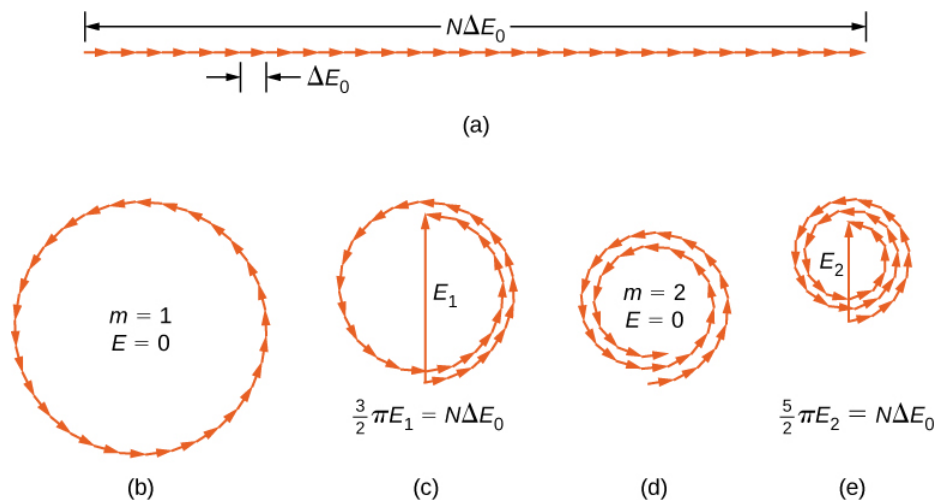 NΔE₀
ΔE₀
(a)
m = 1
E = 0
E₁
m = 2
E = 0
E₂
3/2 πE₁ = NΔE₀
5/2 πE₂ = NΔE₀
(b)
(c)
(d)
(e)